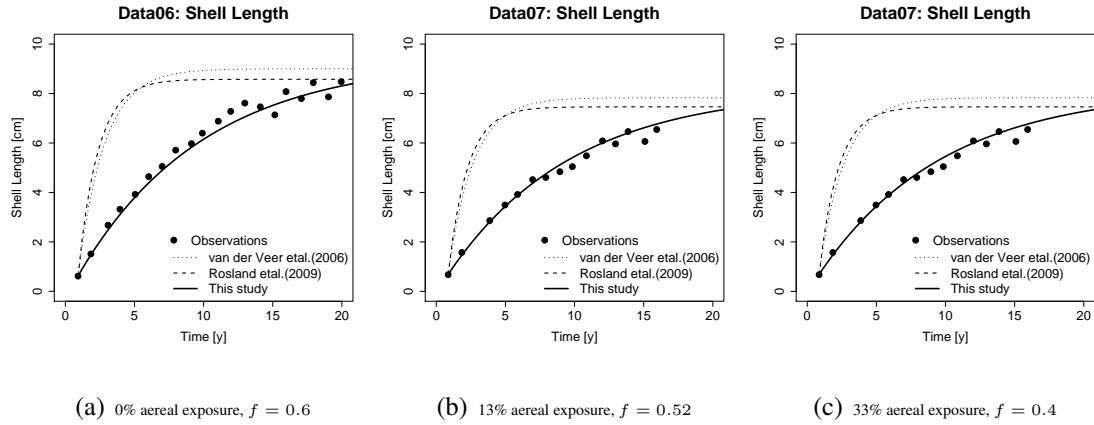 Data06: Shell Length
Shell Length [cm]
10
8
6
4
2
0
Observations
van der Veer etal.(2006)
Rosland etal.(2009)
This study
0 5 10 15 20
Time [y]
(a) 0% aereal exposure, f = 0.6
Data07: Shell Length
Shell Length [cm]
10
8
6
4
2
0
Observations
van der Veer etal.(2006)
Rosland etal.(2009)
This study
0 5 10 15 20
Time [y]
(b) 13% aereal exposure, f = 0.52
Data07: Shell Length
Shell Length [cm]
10
8
6
4
2
0
Observations
van der Veer etal.(2006)
Rosland etal.(2009)
This study
0 5 10 15 20
Time [y]
(c) 33% aereal exposure, f = 0.4